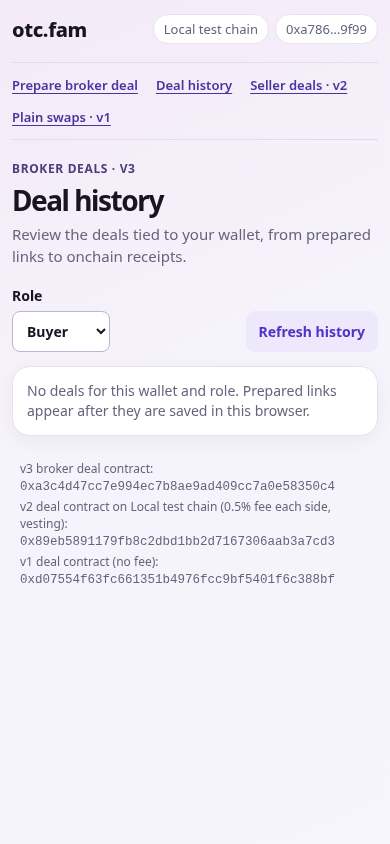 otc.fam
Local test chain
0xa786…9f99
Prepare broker deal
Deal history
Seller deals · v2
Plain swaps · v1
BROKER DEALS · V3
Deal history
Review the deals tied to your wallet, from prepared
links to onchain receipts.
Role
Buyer
Refresh history
No deals for this wallet and role. Prepared links
appear after they are saved in this browser.
v3 broker deal contract:
0xa3c4d47cc7e994ec7b8ae9ad409cc7a0e58350c4
v2 deal contract on Local test chain (0.5% fee each side,
vesting):
0x89eb5891179fb8c2dbd1bb2d7167306aab3a7cd3
v1 deal contract (no fee):
0xd07554f63fc661351b4976fcc9bf5401f6c388bf